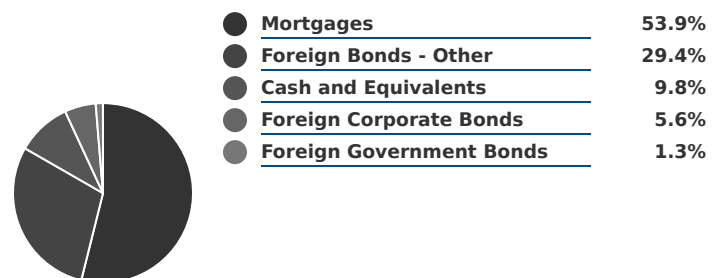 Mortgages 53.9%
Foreign Bonds - Other 29.4%
Cash and Equivalents 9.8%
Foreign Corporate Bonds 5.6%
Foreign Government Bonds 1.3%